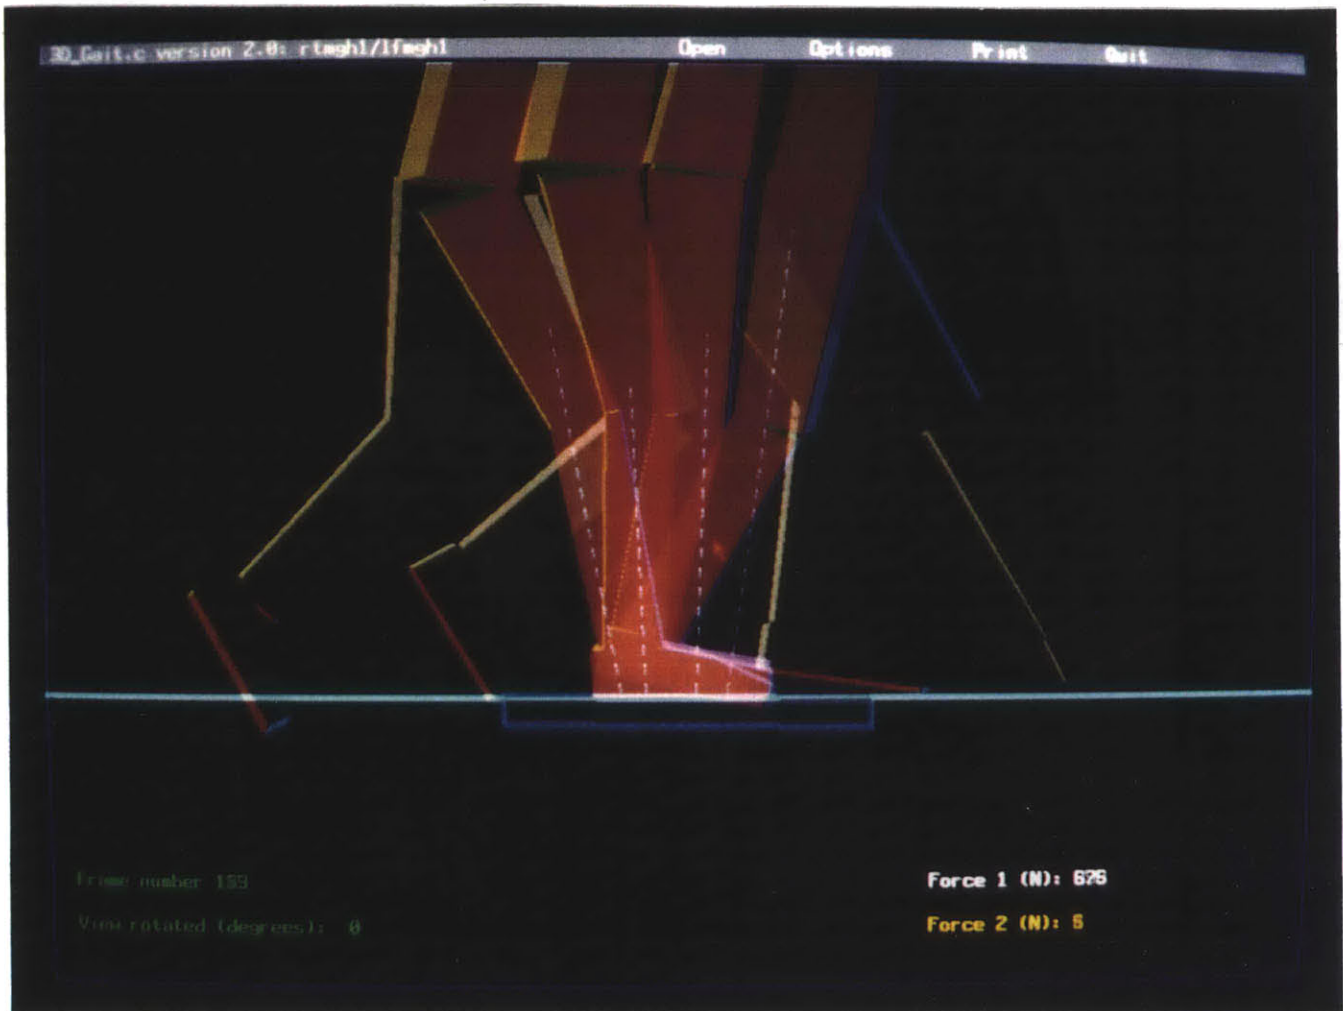 3D_Gait.c version 2.0: rtmgh1/lfmgh1 Open Options Print Quit
Frame number
View rotated (degrees): 0
Force 1 (N): 676
Force 2 (N): 6